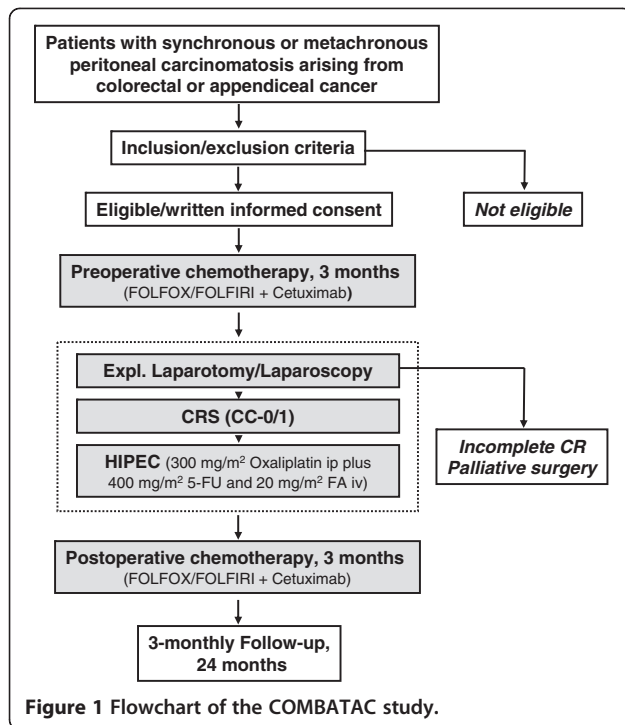 Patients with synchronous or metachronous
peritoneal carcinomatosis arising from
colorectal or appendiceal cancer
Inclusion/exclusion criteria
Eligible/written informed consent
Not eligible
Preoperative chemotherapy, 3 months
(FOLFOX/FOLFIRI + Cetuximab)
Expl. Laparotomy/Laparoscopy
CRS (CC-0/1)
HIPEC (300 mg/m² Oxaliplatin ip plus
400 mg/m² 5-FU and 20 mg/m² FA iv)
Incomplete CR
Palliative surgery
Postoperative chemotherapy, 3 months
(FOLFOX/FOLFIRI + Cetuximab)
3-monthly Follow-up,
24 months
Figure 1 Flowchart of the COMBATAC study.